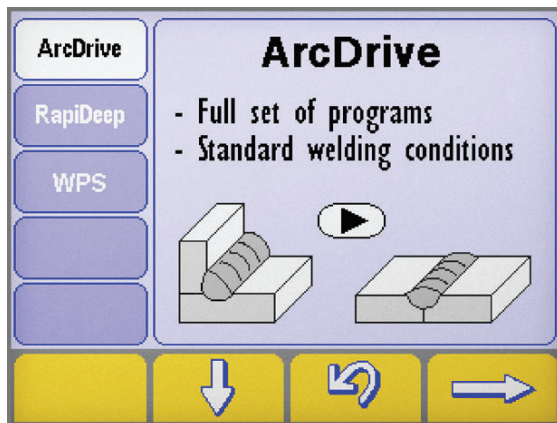 ArcDrive
RapiDeep
WPS
ArcDrive
- Full set of programs
- Standard welding conditions